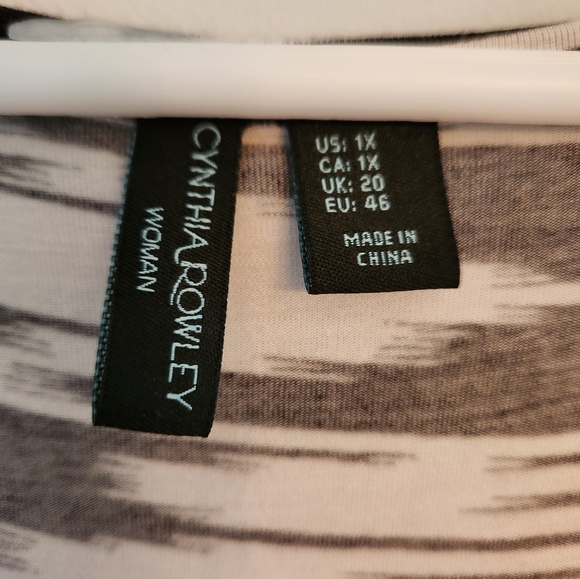 CYNTHIA ROWLEY
WOMAN
US: 1X
CA: 1X
UK: 20
EU: 46
MADE IN
CHINA